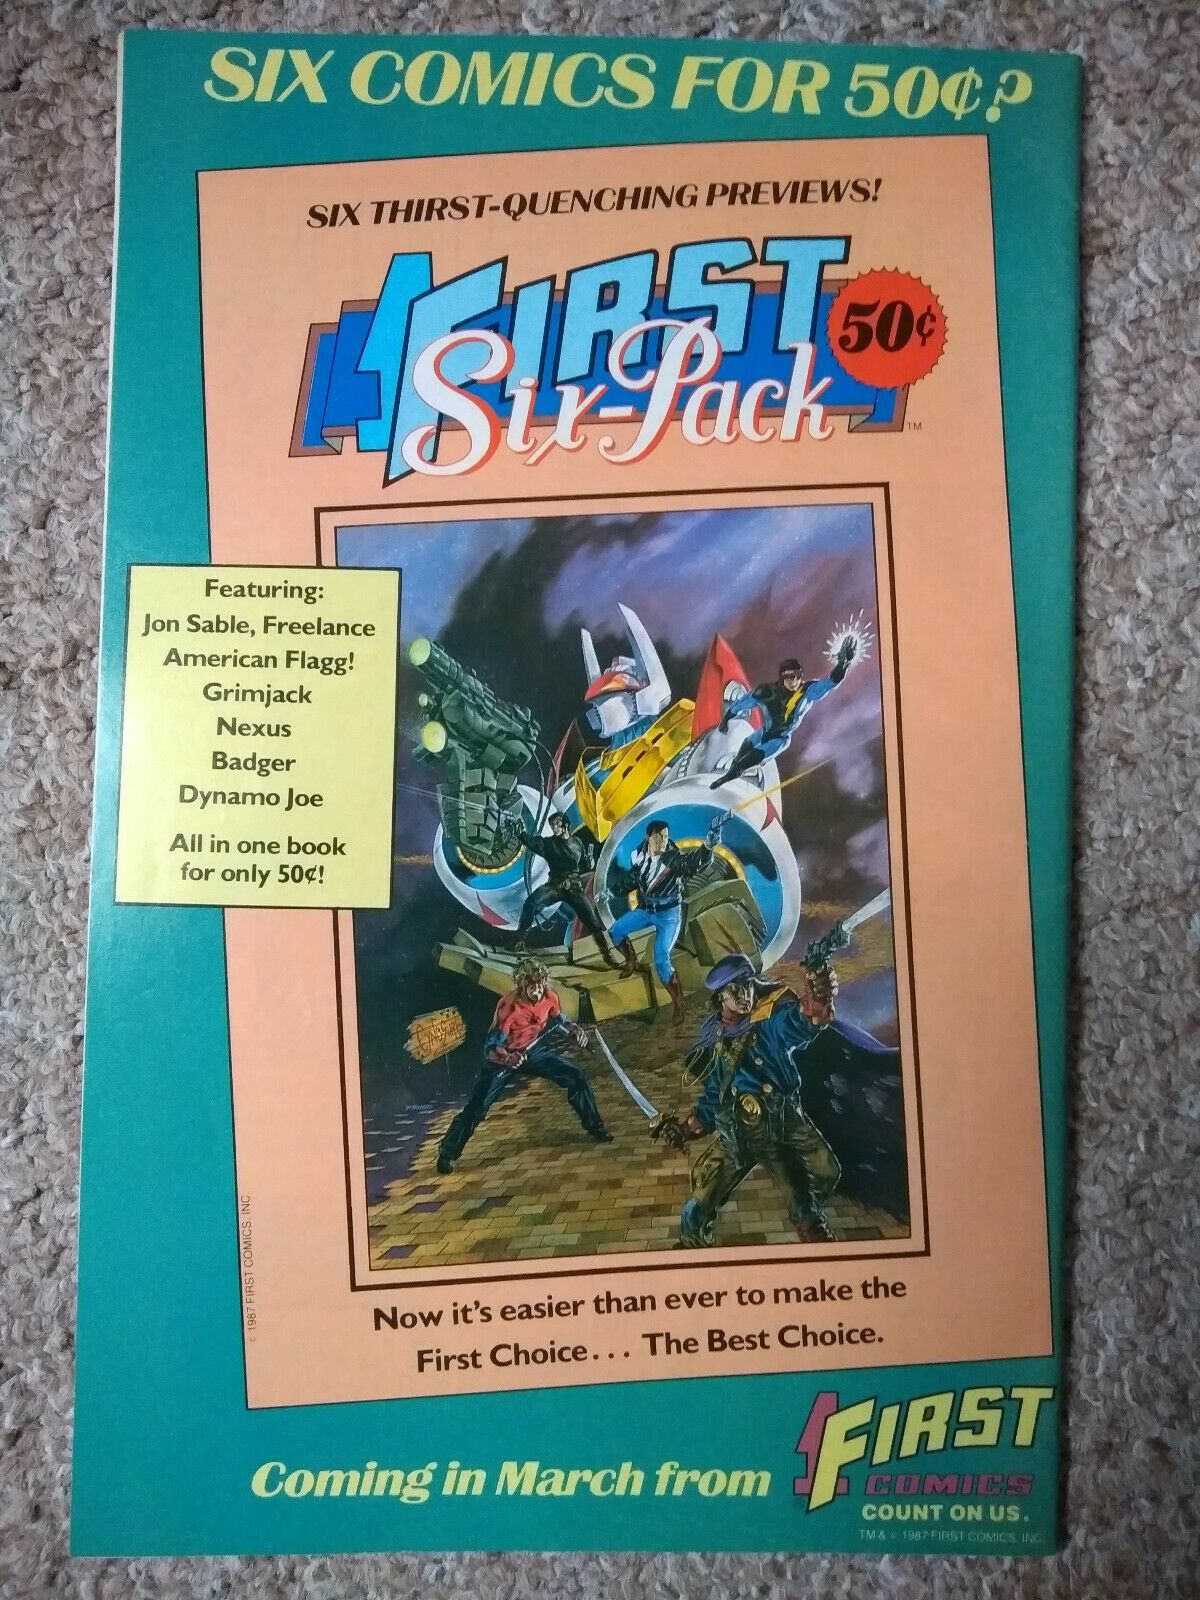 SIX COMICS FOR 50¢?
SIX THIRST-QUENCHING PREVIEWS!
1FIRST
Six-Pack
50¢
TM
Featuring:
Jon Sable, Freelance
American Flagg!
Grimjack
Nexus
Badger
Dynamo Joe
All in one book
for only 50¢!
© 1987 FIRST COMICS, INC.
Now it's easier than ever to make the
First Choice... The Best Choice.
Coming in March from
1FIRST
COMICS
®
COUNT ON US.
TM & © 1987 FIRST COMICS, INC.